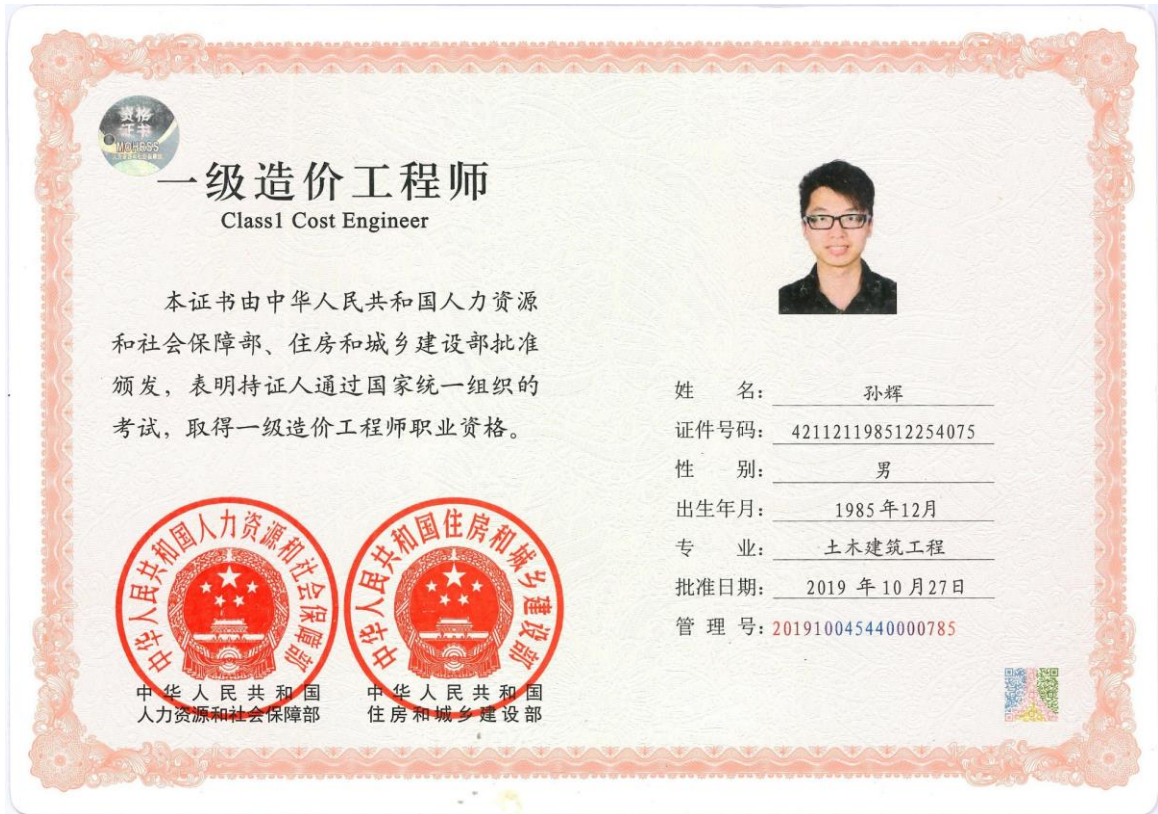 资格
证书
MOHRSS
一级造价工程师
Class1 Cost Engineer
本证书由中华人民共和国人力资源
和社会保障部、住房和城乡建设部批准
颁发，表明持证人通过国家统一组织的
考试，取得一级造价工程师职业资格。
中华人民共和国人力资源和社会保障部
中华人民共和国住房和城乡建设部
中华人民共和国
人力资源和社会保障部
中华人民共和国
住房和城乡建设部
姓名：孙辉
证件号码：421121198512254075
性别：男
出生年月：1985年12月
专业：土木建筑工程
批准日期：2019年10月27日
管理号：201910045440000785